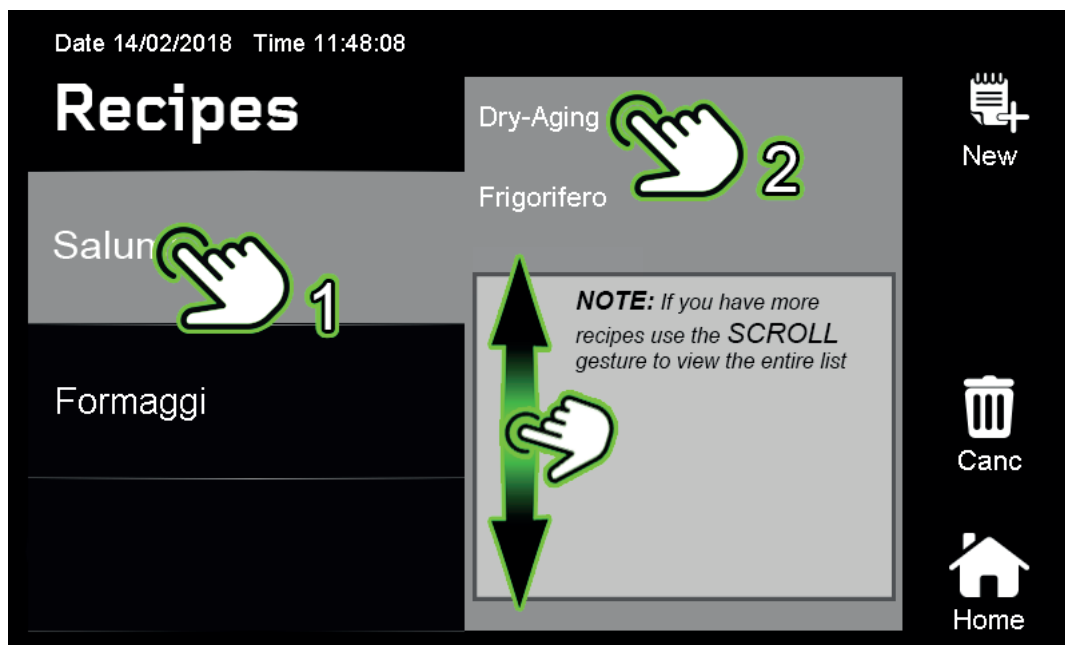 Date 14/02/2018 Time 11:48:08
Recipes
Dry-Aging
2
New
Frigorifero
1
NOTE: If you have more
recipes use the SCROLL
gesture to view the entire list
Formaggi
Canc
Home